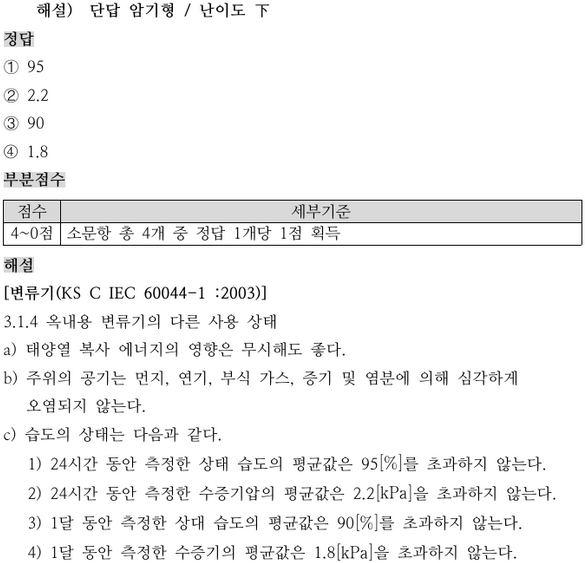 해설) 단답 암기형 / 난이도 下
정답
① 95
② 2.2
③ 90
④ 1.8
부분점수
점수 세부기준
4~0점 소문항 총 4개 중 정답 1개당 1점 획득
해설
[변류기(KS C IEC 60044-1 :2003)]
3.1.4 옥내용 변류기의 다른 사용 상태
a) 태양열 복사 에너지의 영향은 무시해도 좋다.
b) 주위의 공기는 먼지, 연기, 부식 가스, 증기 및 염분에 의해 심각하게
오염되지 않는다.
c) 습도의 상태는 다음과 같다.
1) 24시간 동안 측정한 상태 습도의 평균값은 95[%]를 초과하지 않는다.
2) 24시간 동안 측정한 수증기압의 평균값은 2.2[kPa]을 초과하지 않는다.
3) 1달 동안 측정한 상대 습도의 평균값은 90[%]를 초과하지 않는다.
4) 1달 동안 측정한 수증기의 평균값은 1.8[kPa]을 초과하지 않는다.